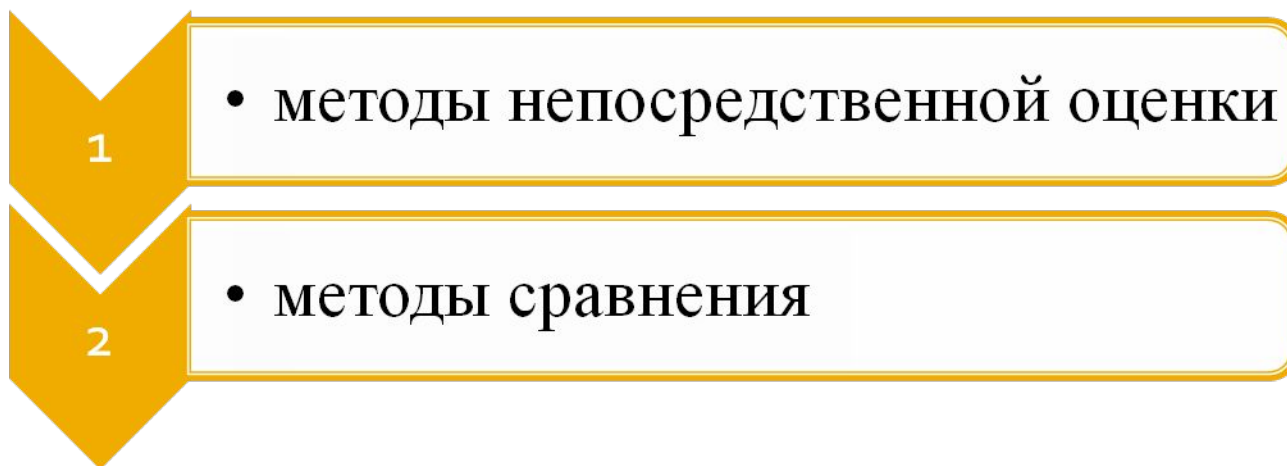 1
• методы непосредственной оценки
2
• методы сравнения